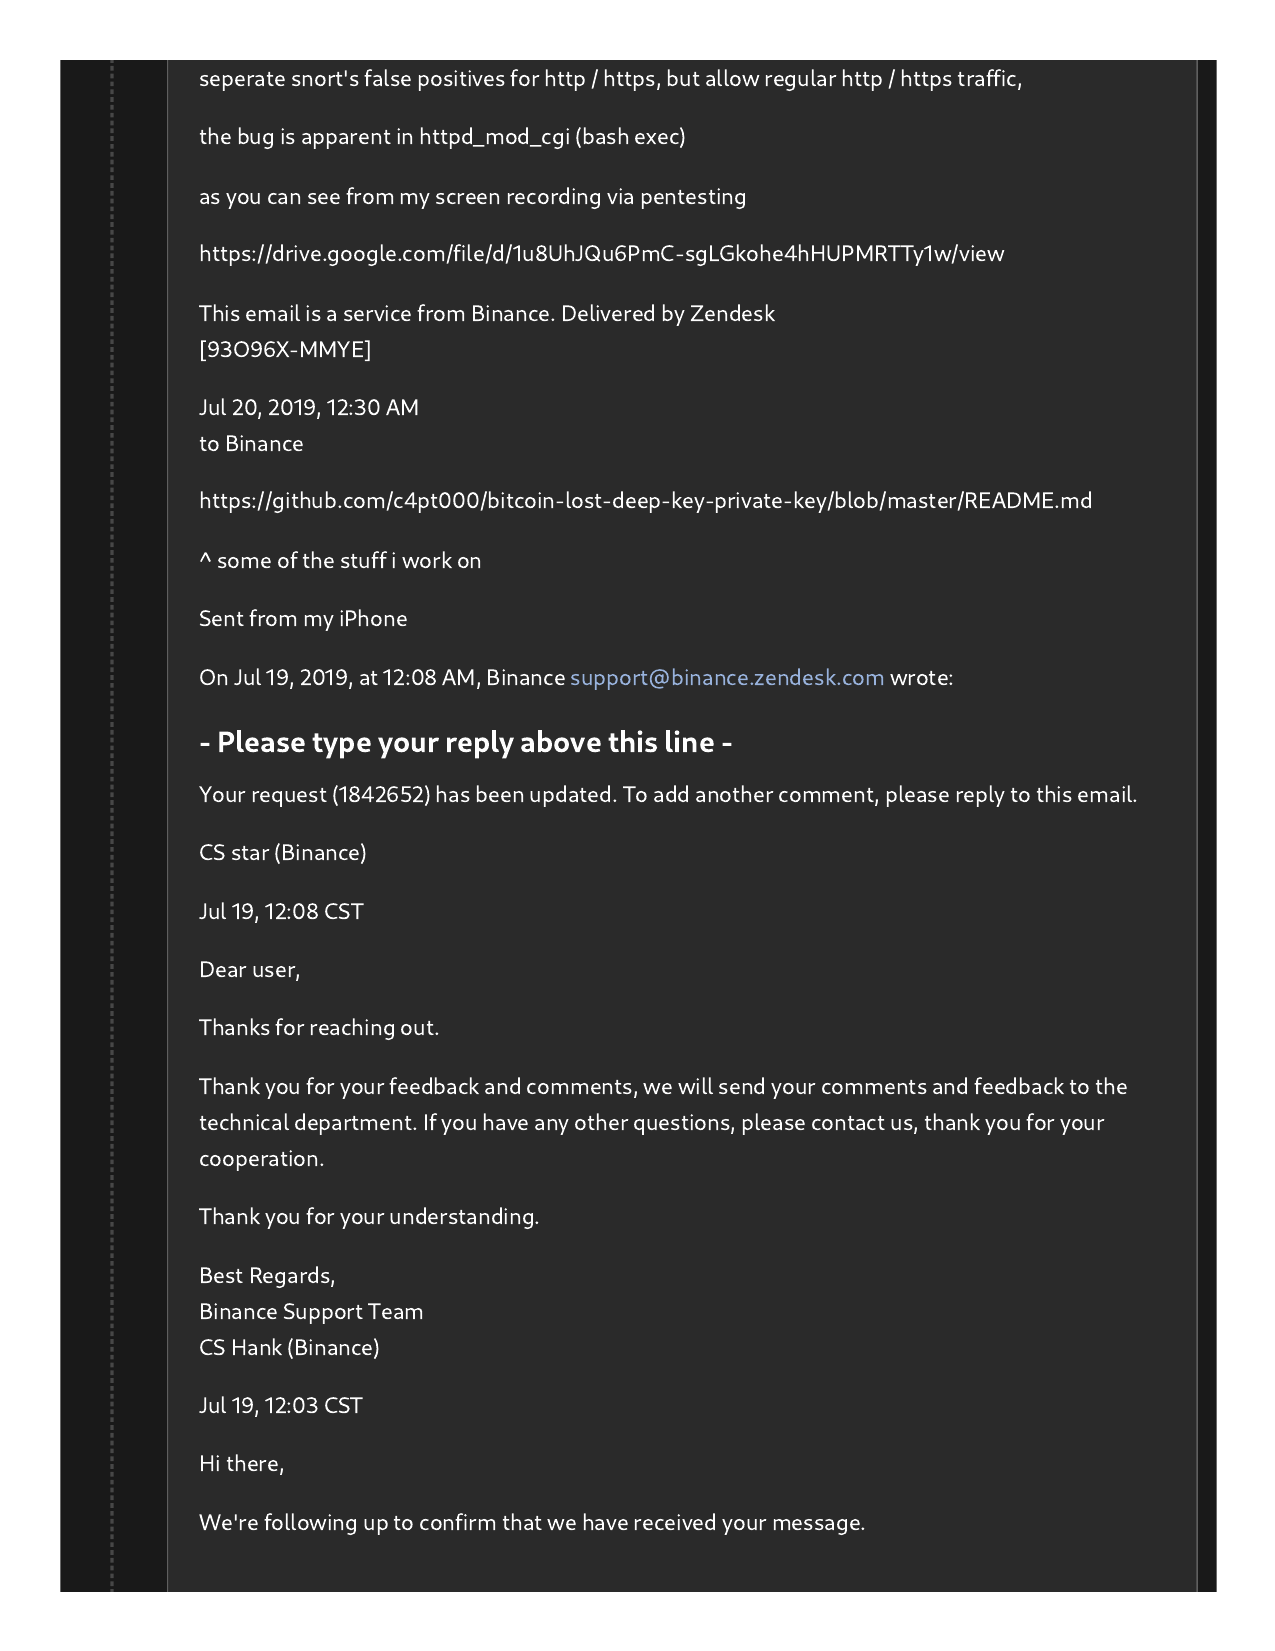 seperate snort's false positives for http / https, but allow regular http / https traffic,
the bug is apparent in httpd_mod_cgi (bash exec)
as you can see from my screen recording via pentesting
https://drive.google.com/file/d/1u8UhJQu6PmC-sgLGkohe4hHUPMRTTy1w/view
This email is a service from Binance. Delivered by Zendesk
[93O96X-MMYE]
Jul 20, 2019, 12:30 AM
to Binance
https://github.com/c4pt000/bitcoin-lost-deep-key-private-key/blob/master/README.md
^ some of the stuff i work on
Sent from my iPhone
On Jul 19, 2019, at 12:08 AM, Binance support@binance.zendesk.com wrote:
- Please type your reply above this line -
Your request (1842652) has been updated. To add another comment, please reply to this email.
CS star (Binance)
Jul 19, 12:08 CST
Dear user,
Thanks for reaching out.
Thank you for your feedback and comments, we will send your comments and feedback to the
technical department. If you have any other questions, please contact us, thank you for your
cooperation.
Thank you for your understanding.
Best Regards,
Binance Support Team
CS Hank (Binance)
Jul 19, 12:03 CST
Hi there,
We're following up to confirm that we have received your message.